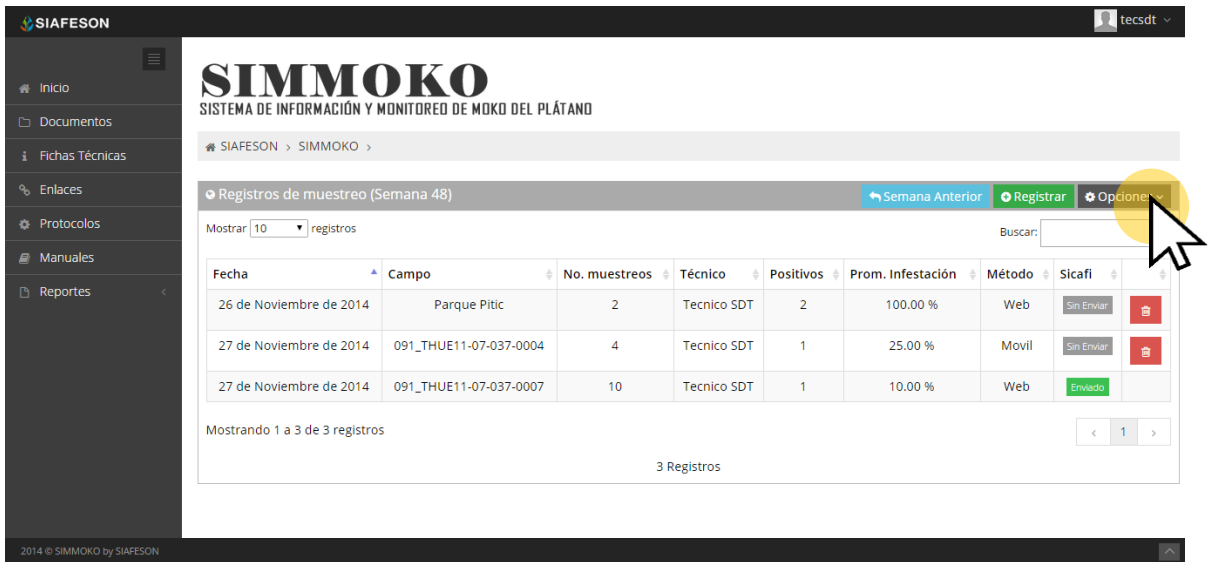 SIAFESON
tecsdt
Inicio
Documentos
Fichas Técnicas
Enlaces
Protocolos
Manuales
Reportes
SIMMOKO
SISTEMA DE INFORMACIÓN Y MONITOREO DE MOKO DEL PLÁTANO
SIAFESON > SIMMOKO >
Registros de muestreo (Semana 48) Semana Anterior Registrar Opciones
Mostrar 10 registros Buscar:
Fecha Campo No. muestreos Técnico Positivos Prom. Infestación Método Sicafi
26 de Noviembre de 2014 Parque Pitic 2 Tecnico SDT 2 100.00 % Web Sin Enviar
27 de Noviembre de 2014 091_THUE11-07-037-0004 4 Tecnico SDT 1 25.00 % Movil Sin Enviar
27 de Noviembre de 2014 091_THUE11-07-037-0007 10 Tecnico SDT 1 10.00 % Web Enviado
Mostrando 1 a 3 de 3 registros < 1 >
3 Registros
2014 © SIMMOKO by SIAFESON